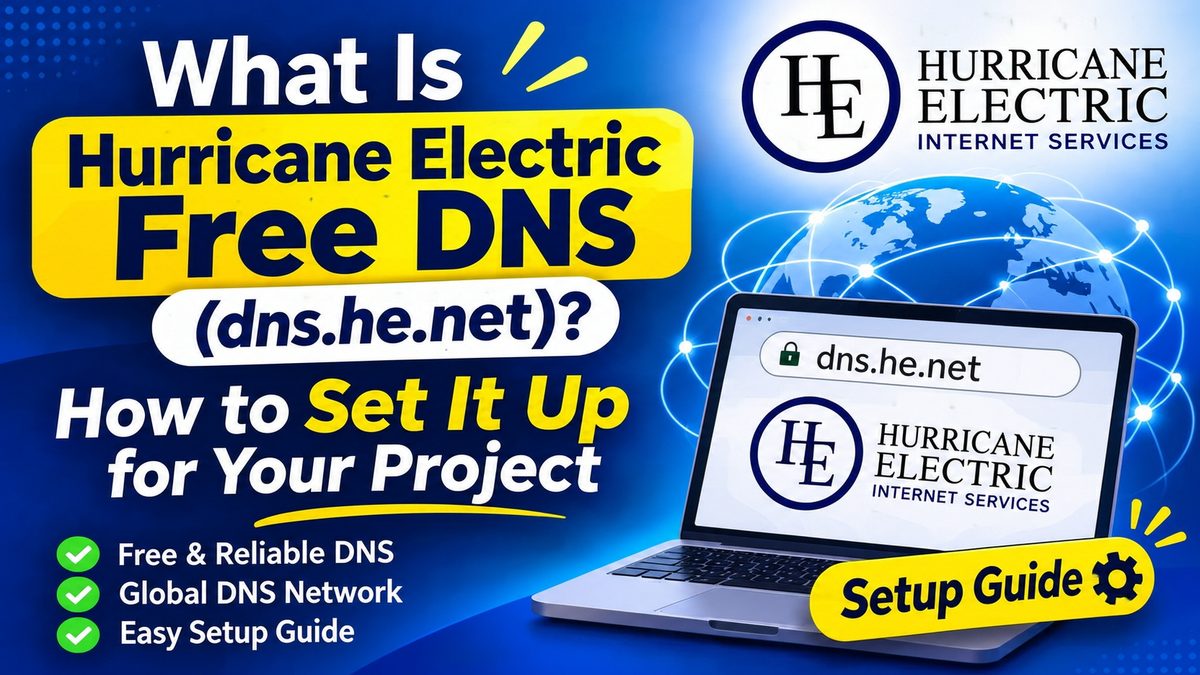 What Is
Hurricane Electric
Free DNS
(dns.he.net)?
How to Set It Up
for Your Project
Free & Reliable DNS
Global DNS Network
Easy Setup Guide
HE
HURRICANE
ELECTRIC
INTERNET SERVICES
dns.he.net
HE
HURRICANE
ELECTRIC
INTERNET SERVICES
Setup Guide